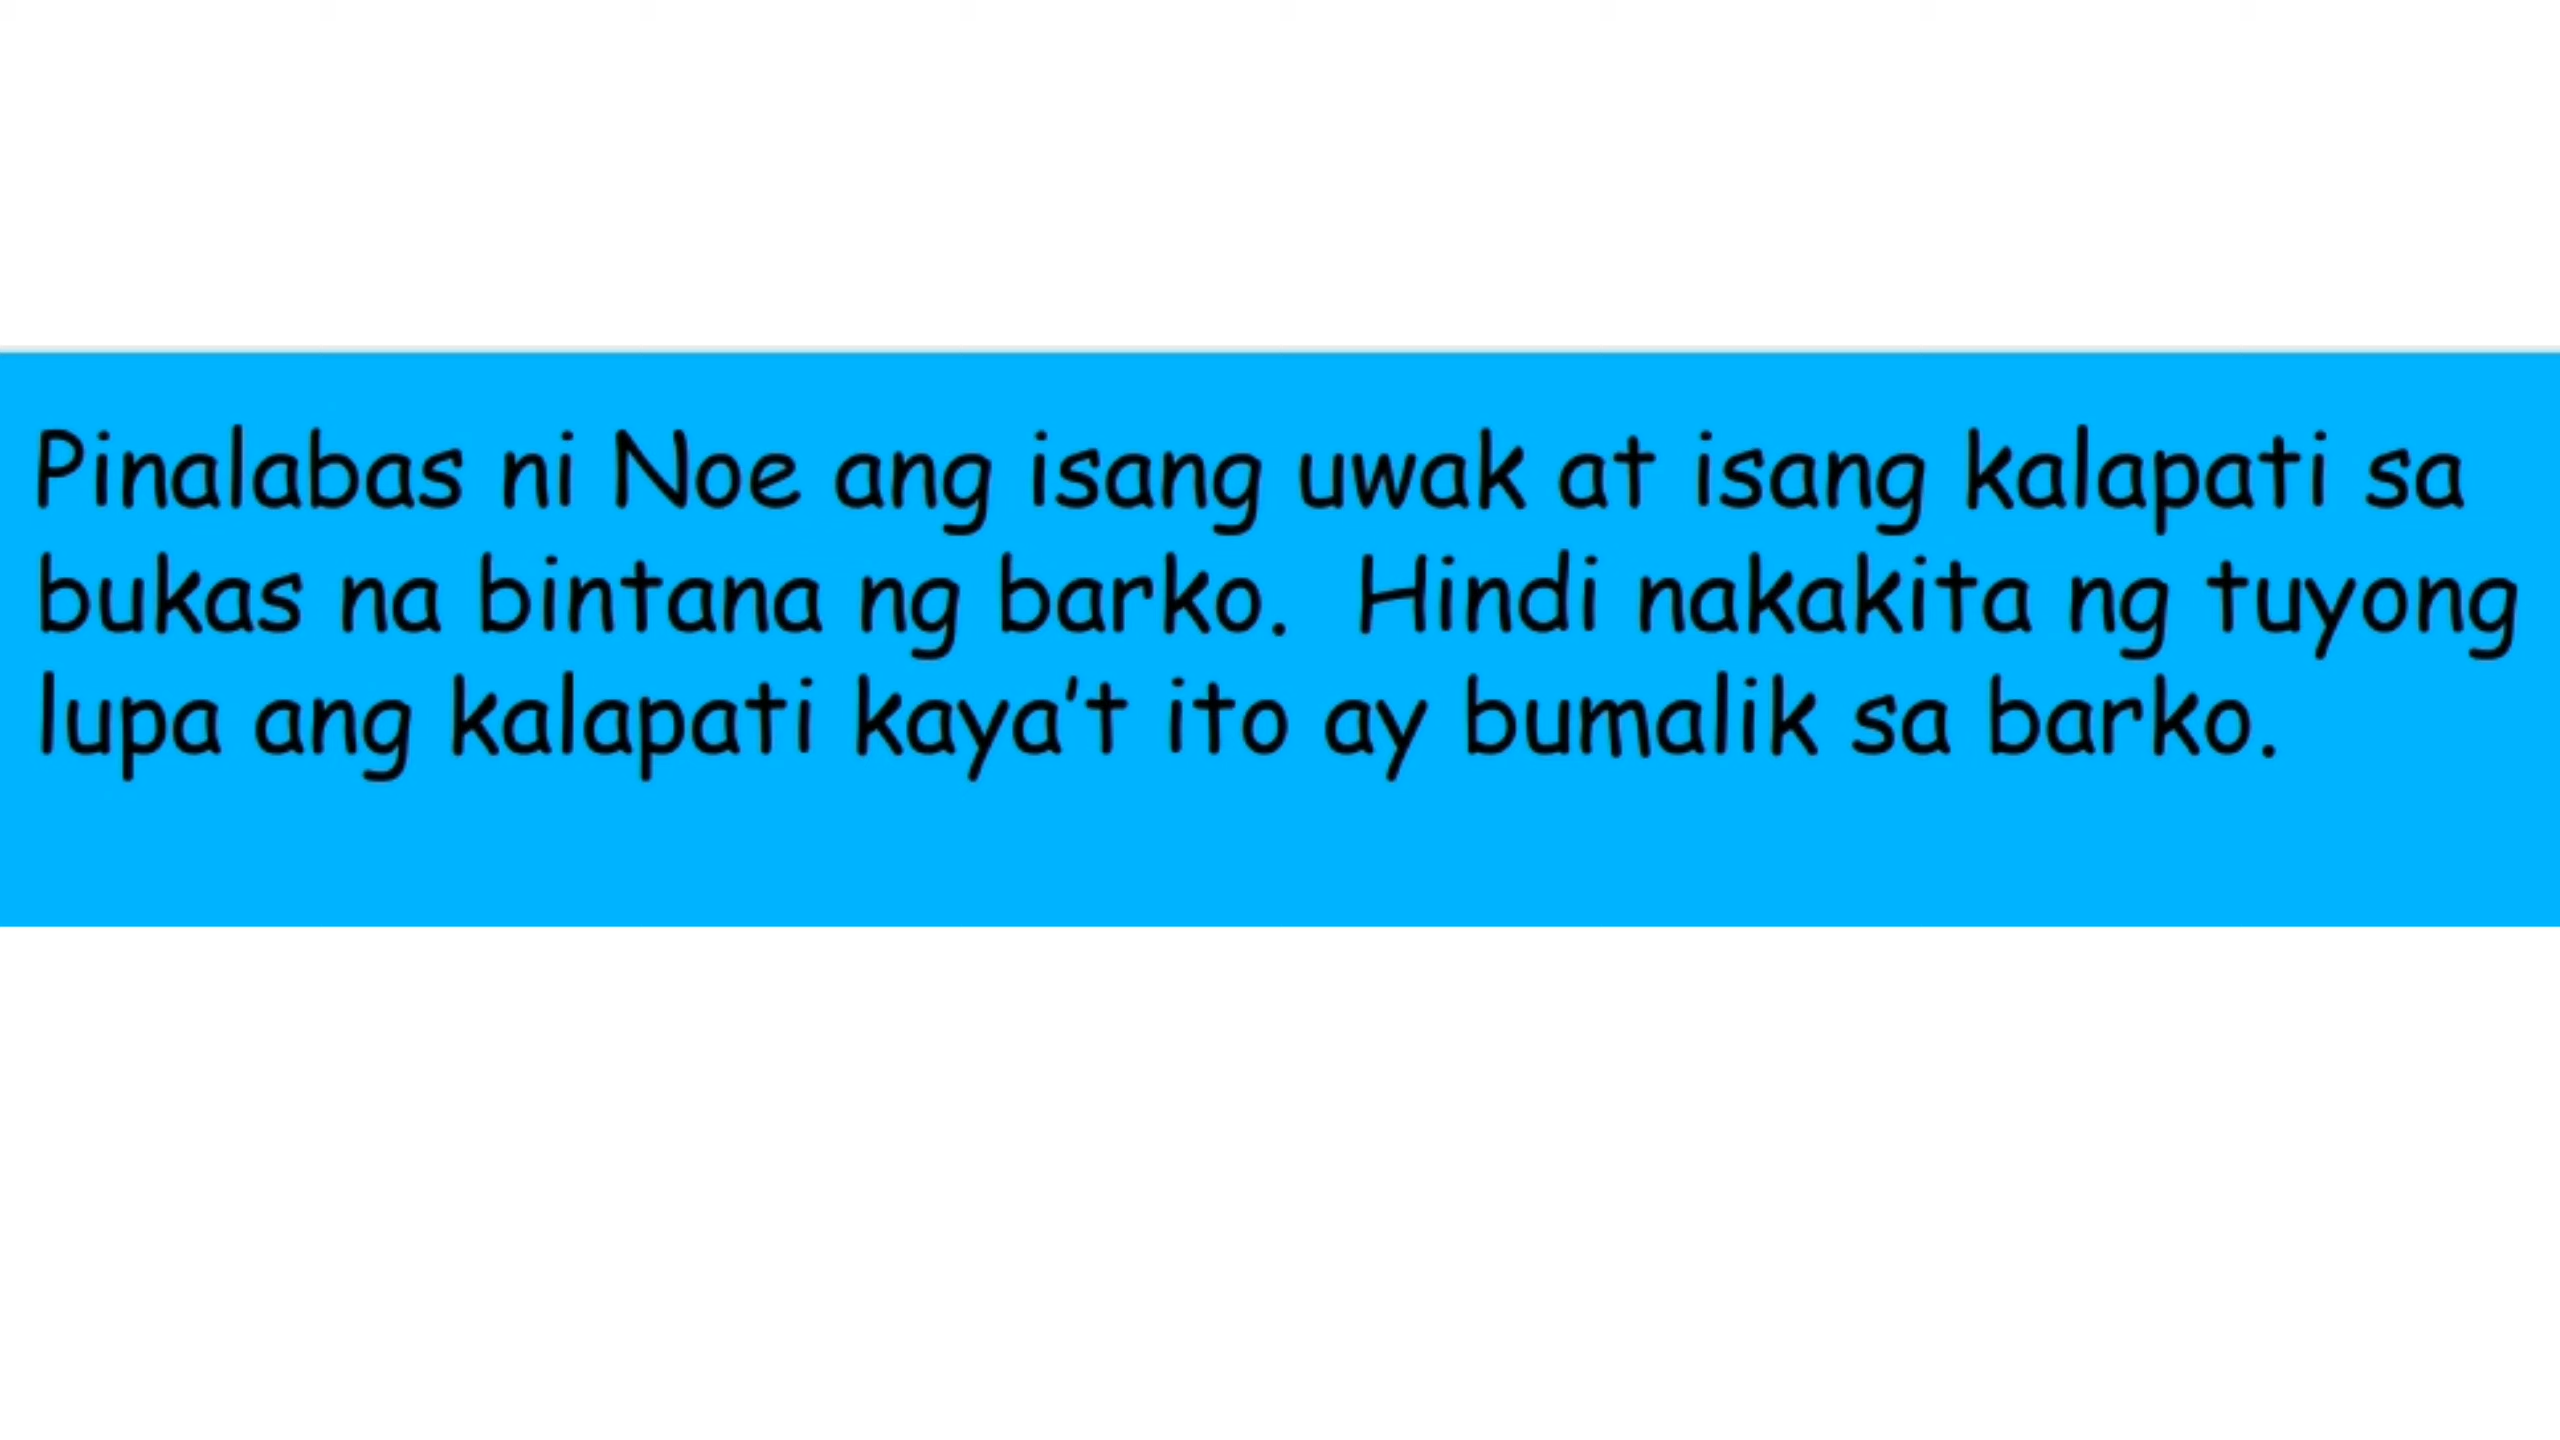 Pinalabas ni Noe ang isang uwak at isang kalapati sa
bukas na bintana ng barko.  Hindi nakakita ng tuyong
lupa ang kalapati kaya't ito ay bumalik sa barko.